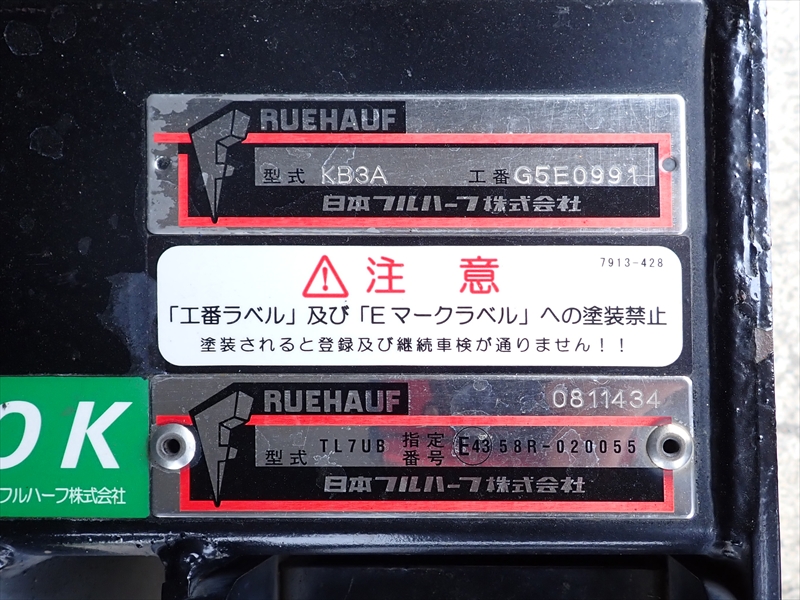 FRUEHAUF
型式 KB3A 工番 G5E0991
日本フルハーフ株式会社
注意 7913-428
「工番ラベル」及び「Eマークラベル」への塗装禁止
塗装されると登録及び継続車検が通りません!!
FRUEHAUF 0811434
型式 TL7UB 指定番号 E43 58R-020055
日本フルハーフ株式会社
OK
フルハーフ株式会社